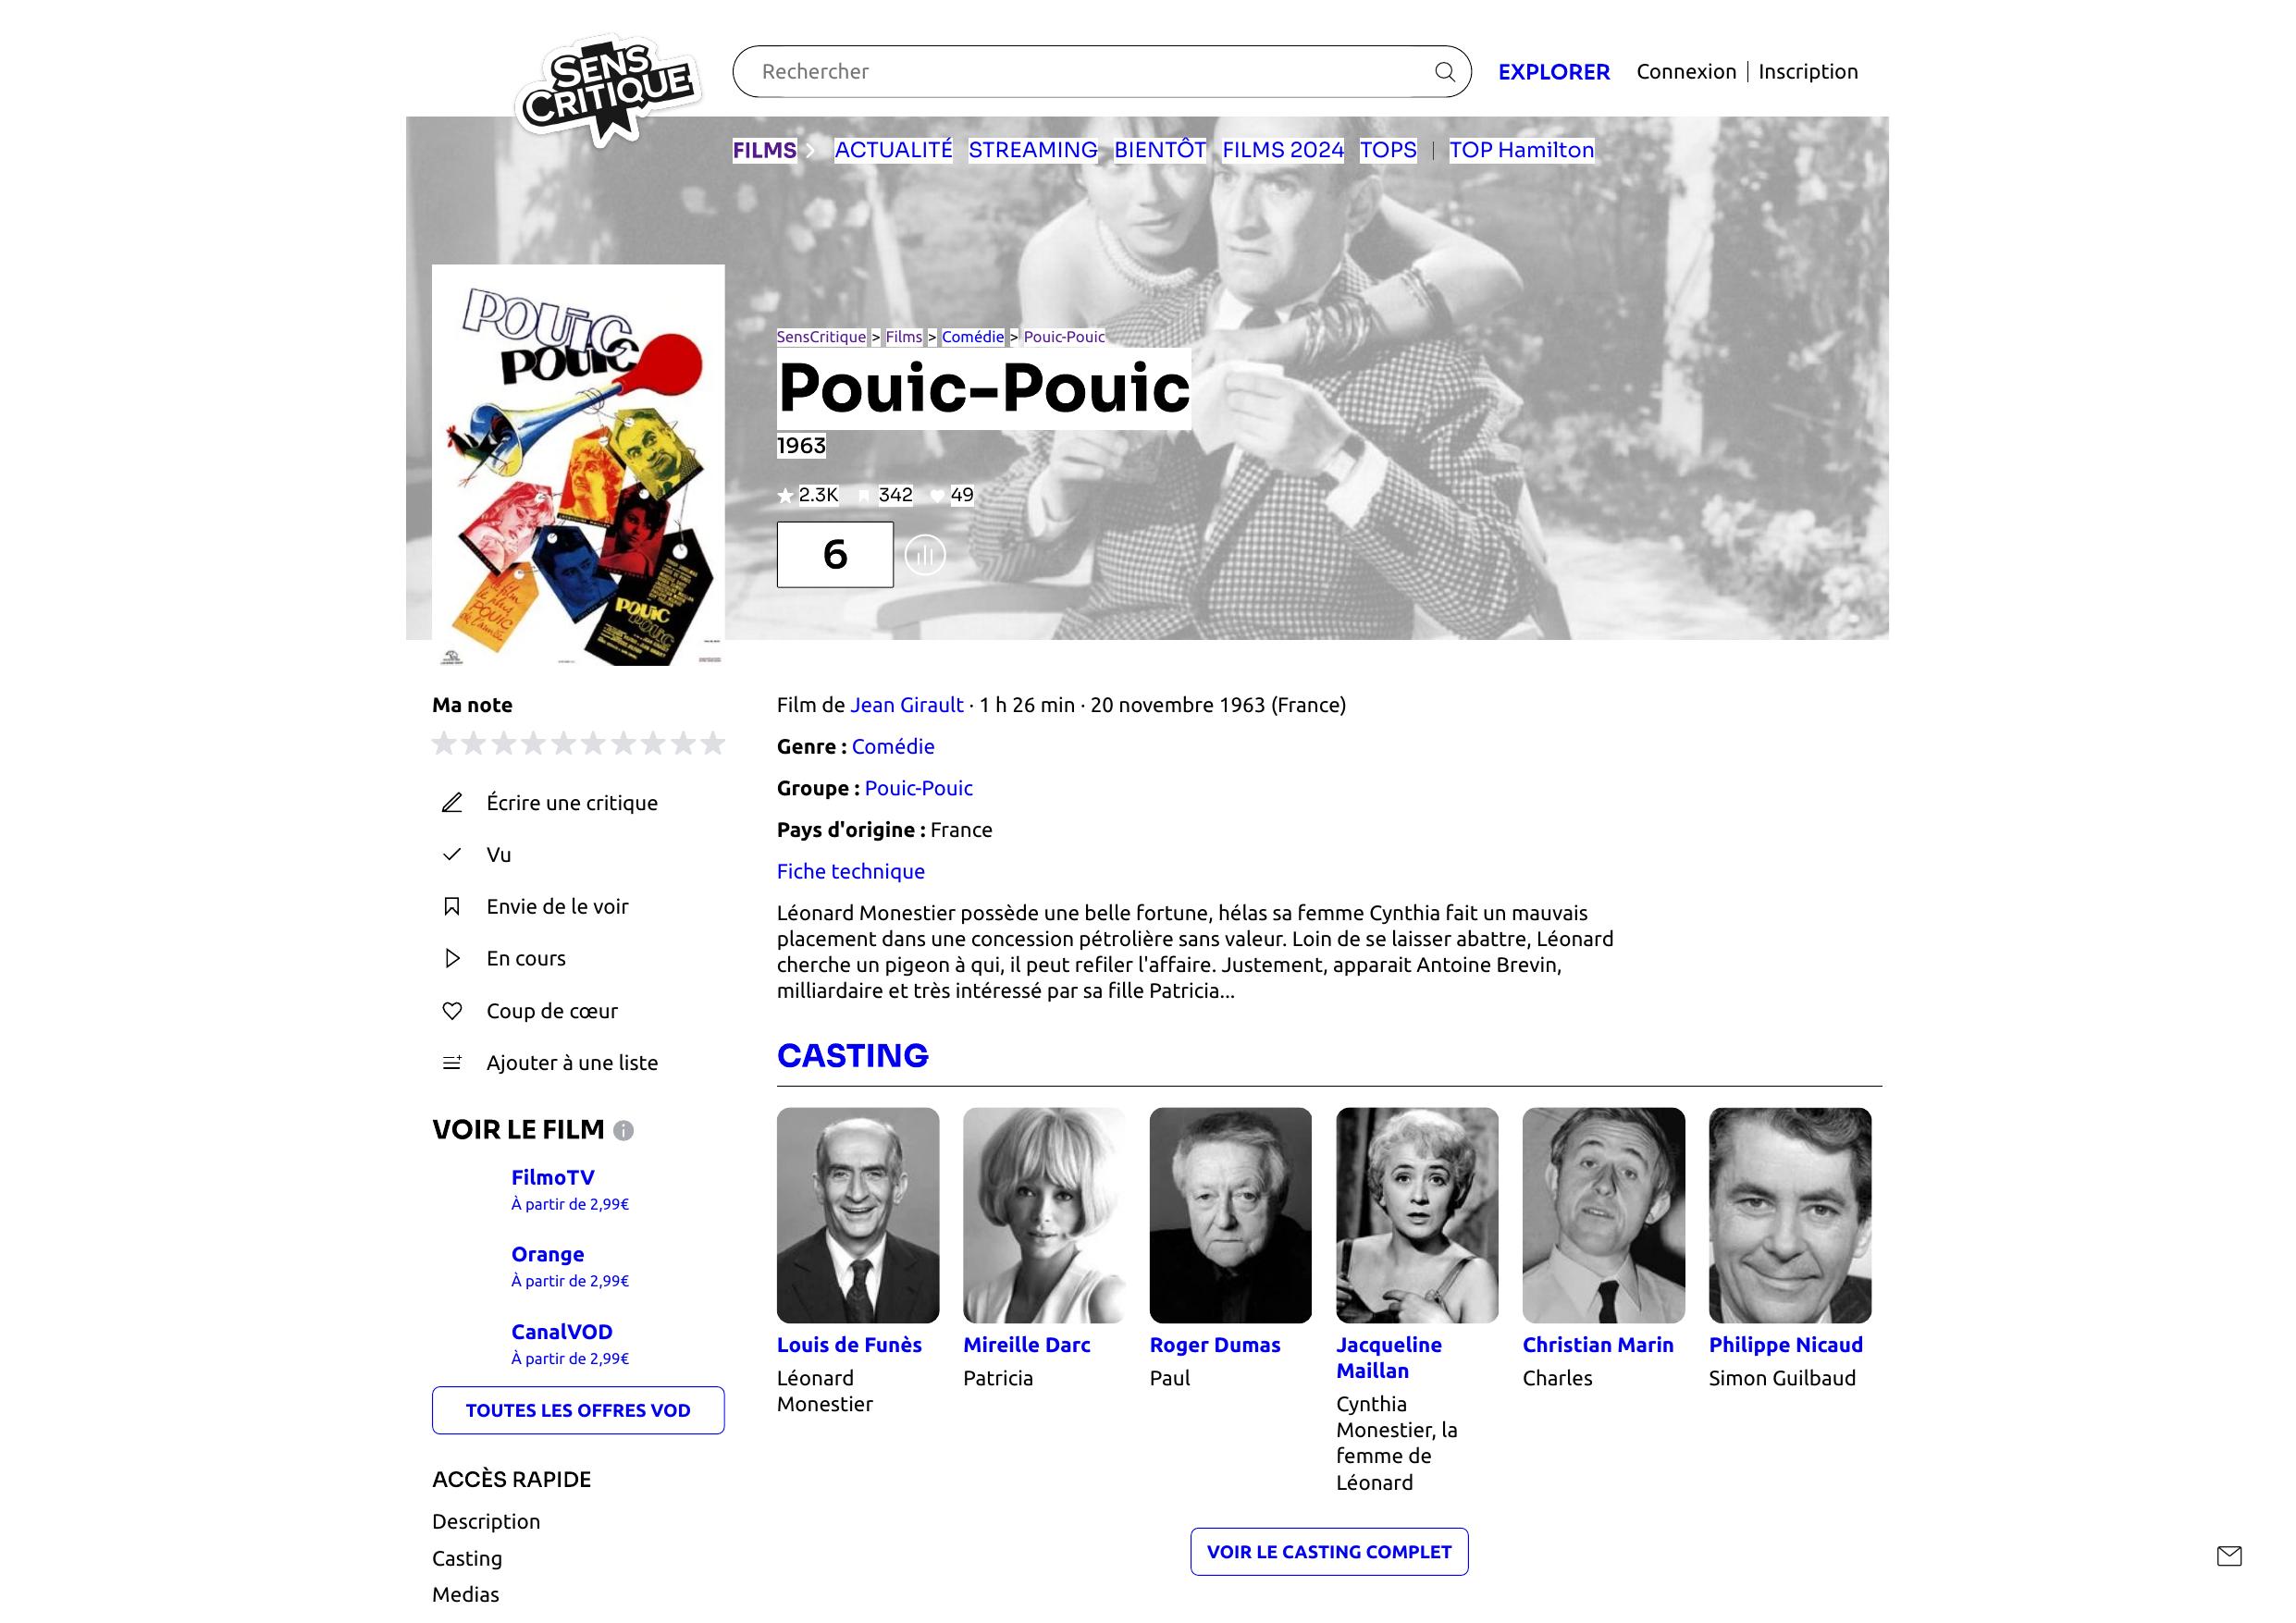 SENS
CRITIQUE
Rechercher
EXPLORER
Connexion | Inscription
FILMS
ACTUALITÉ
STREAMING
BIENTÔT
FILMS 2024
TOPS
|
TOP Hamilton
POUIC
POUIC
SensCritique > Films > Comédie > Pouic-Pouic
Pouic-Pouic
1963
2.3K
342
49
6
POUIC
POUIC
Ma note
Écrire une critique
Vu
Envie de le voir
En cours
Coup de cœur
Ajouter à une liste
VOIR LE FILM
FilmoTV
À partir de 2,99€
Orange
À partir de 2,99€
CanalVOD
À partir de 2,99€
TOUTES LES OFFRES VOD
ACCÈS RAPIDE
Description
Casting
Medias
Film de Jean Girault · 1 h 26 min · 20 novembre 1963 (France)
Genre : Comédie
Groupe : Pouic-Pouic
Pays d'origine : France
Fiche technique
Léonard Monestier possède une belle fortune, hélas sa femme Cynthia fait un mauvais
placement dans une concession pétrolière sans valeur. Loin de se laisser abattre, Léonard
cherche un pigeon à qui, il peut refiler l'affaire. Justement, apparait Antoine Brevin,
milliardaire et très intéressé par sa fille Patricia...
CASTING
Louis de Funès
Léonard
Monestier
Mireille Darc
Patricia
Roger Dumas
Paul
Jacqueline
Maillan
Cynthia
Monestier, la
femme de
Léonard
Christian Marin
Charles
Philippe Nicaud
Simon Guilbaud
VOIR LE CASTING COMPLET